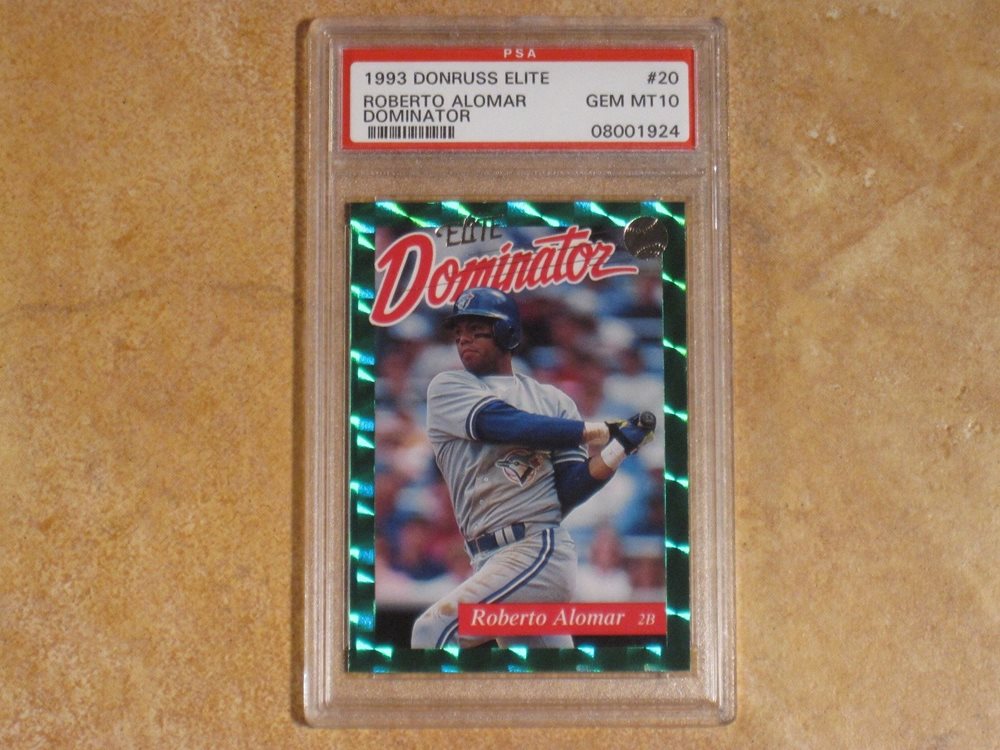 PSA
1993 DONRUSS ELITE #20
ROBERTO ALOMAR GEM MT10
DOMINATOR
08001924
ELITE
Dominator
Roberto Alomar 2B